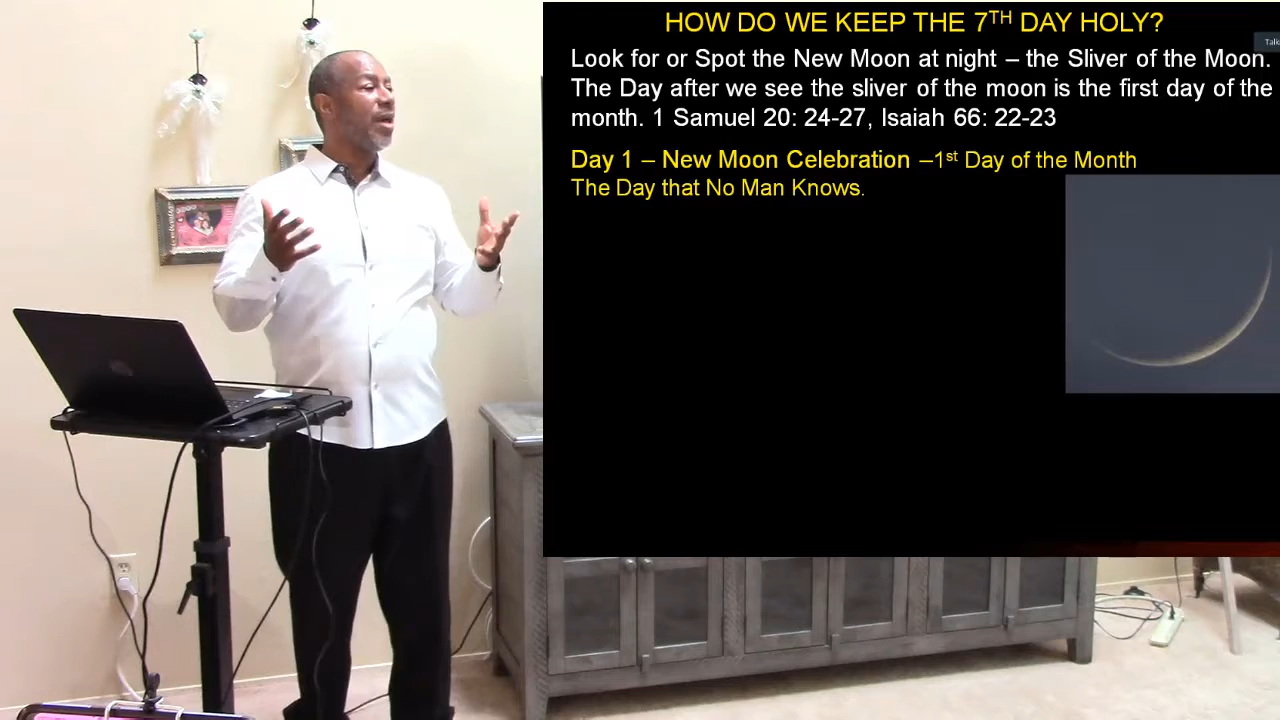 HOW DO WE KEEP THE 7TH DAY HOLY?
Look for or Spot the New Moon at night – the Sliver of the Moon.
The Day after we see the sliver of the moon is the first day of the
month. 1 Samuel 20: 24-27, Isaiah 66: 22-23
Day 1 – New Moon Celebration –1st Day of the Month
The Day that No Man Knows.